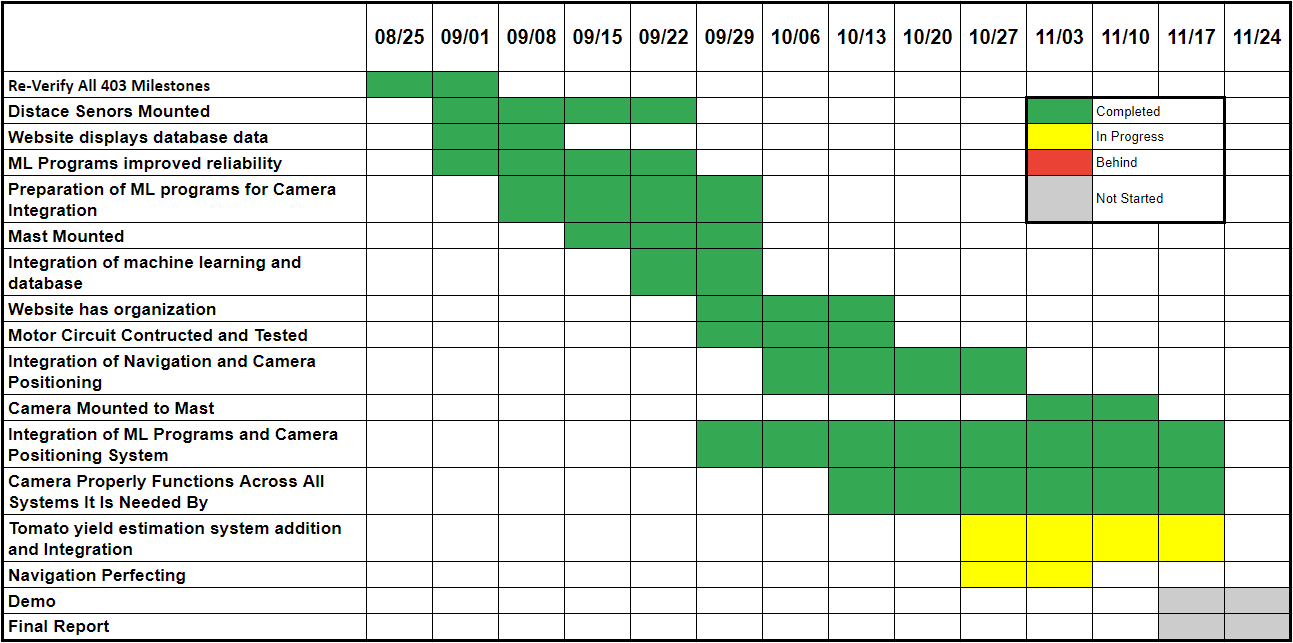 08/25 09/01 09/08 09/15 09/22 09/29 10/06 10/13 10/20 10/27 11/03 11/10 11/17 11/24
Re-Verify All 403 Milestones
Distace Senors Mounted
Completed
Website displays database data
In Progress
ML Programs improved reliability
Behind
Preparation of ML programs for Camera
Integration
Not Started
Mast Mounted
Integration of machine learning and
database
Website has organization
Motor Circuit Contructed and Tested
Integration of Navigation and Camera
Positioning
Camera Mounted to Mast
Integration of ML Programs and Camera
Positioning System
Camera Properly Functions Across All
Systems It Is Needed By
Tomato yield estimation system addition
and Integration
Navigation Perfecting
Demo
Final Report